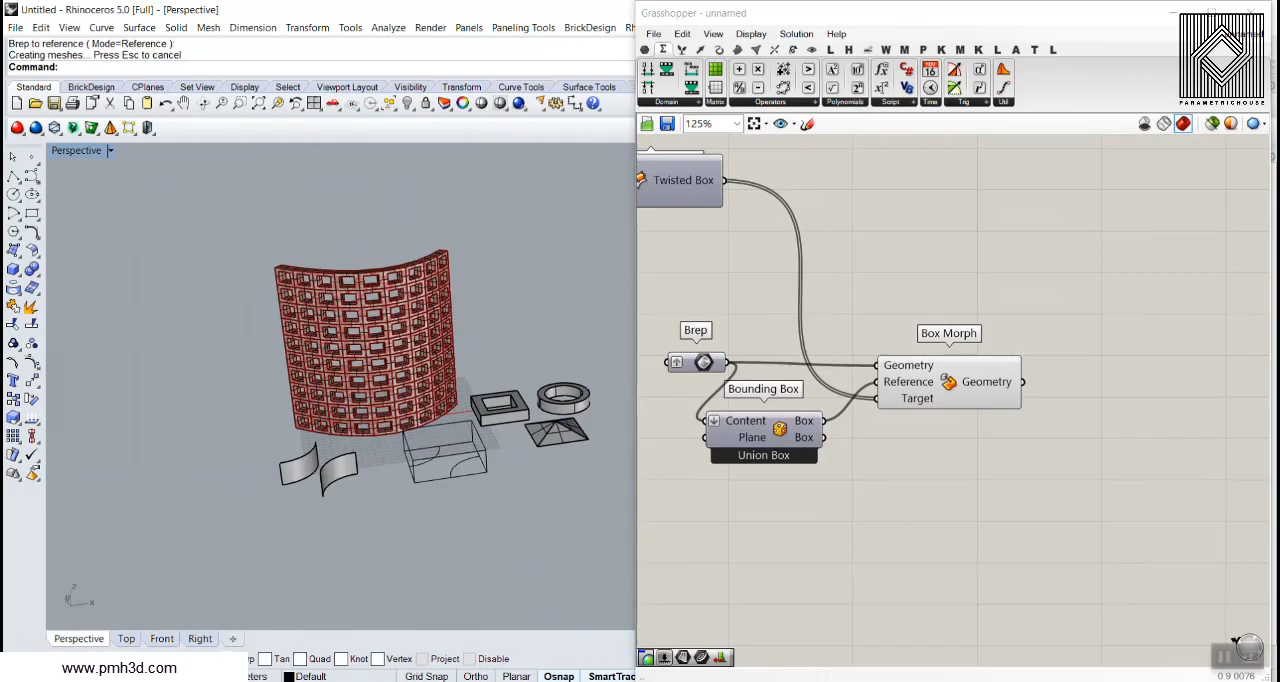 Untitled - Rhinoceros 5.0 [Full] - [Perspective]
File Edit View Curve Surface Solid Mesh Dimension Transform Tools Analyze Render Panels Paneling Tools BrickDesign Rh
Brep to reference ( Mode=Reference ):
Creating meshes... Press Esc to cancel
Command:
Standard BrickDesign CPlanes Set View Display Select Viewport Layout Visibility Transform Curve Tools Surface Tools
Perspective
z
y x
Perspective Top Front Right
rp Tan Quad Knot Vertex Project Disable
www.pmh3d.com
eters Default Grid Snap Ortho Planar Osnap SmartTrac
Grasshopper - unnamed
File Edit View Display Solution Help
unnamed
L H W M P K M K M L A T L
PARAMETRICHOUSE
Domain Matrix Operators Polynomials Script Time Trig Util
125%
Twisted Box
Brep
Box Morph
Geometry
Reference
Target
Geometry
Bounding Box
Content
Plane
Box
Box
Union Box
0 9 0076